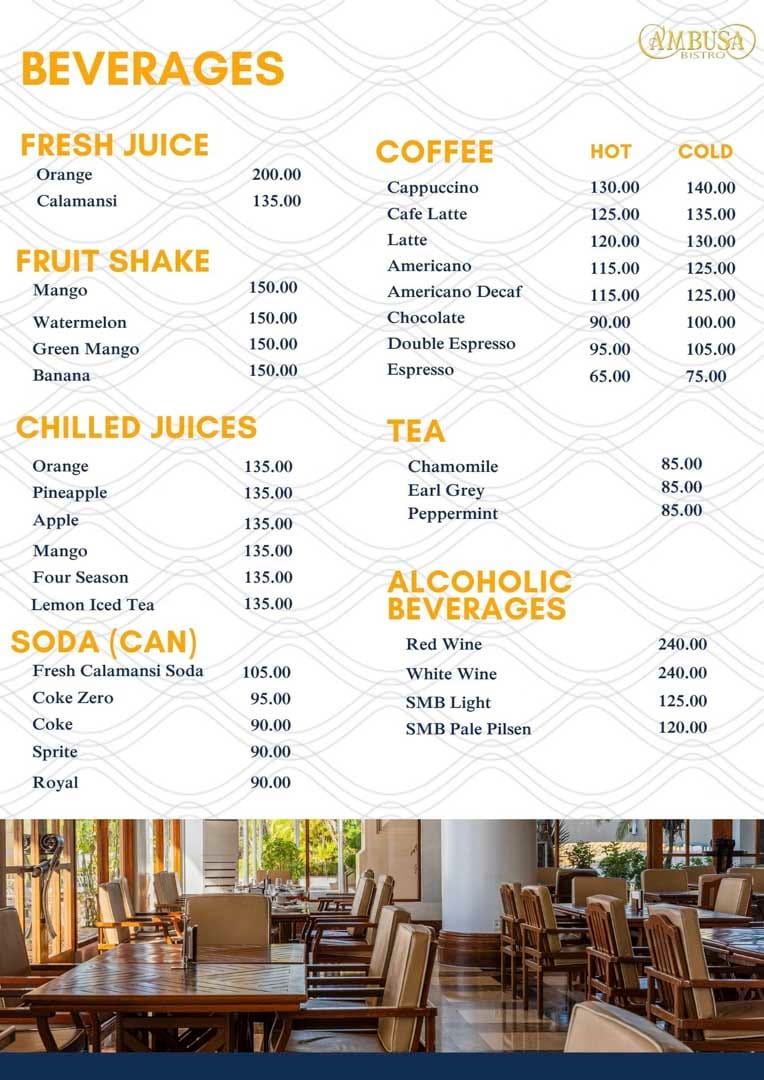 AMBUSA
BISTRO
BEVERAGES
FRESH JUICE
Orange 200.00
Calamansi 135.00
FRUIT SHAKE
Mango 150.00
Watermelon 150.00
Green Mango 150.00
Banana 150.00
CHILLED JUICES
Orange 135.00
Pineapple 135.00
Apple 135.00
Mango 135.00
Four Season 135.00
Lemon Iced Tea 135.00
SODA (CAN)
Fresh Calamansi Soda 105.00
Coke Zero 95.00
Coke 90.00
Sprite 90.00
Royal 90.00
COFFEE HOT COLD
Cappuccino 130.00 140.00
Cafe Latte 125.00 135.00
Latte 120.00 130.00
Americano 115.00 125.00
Americano Decaf 115.00 125.00
Chocolate 90.00 100.00
Double Espresso 95.00 105.00
Espresso 65.00 75.00
TEA
Chamomile 85.00
Earl Grey 85.00
Peppermint 85.00
ALCOHOLIC
BEVERAGES
Red Wine 240.00
White Wine 240.00
SMB Light 125.00
SMB Pale Pilsen 120.00